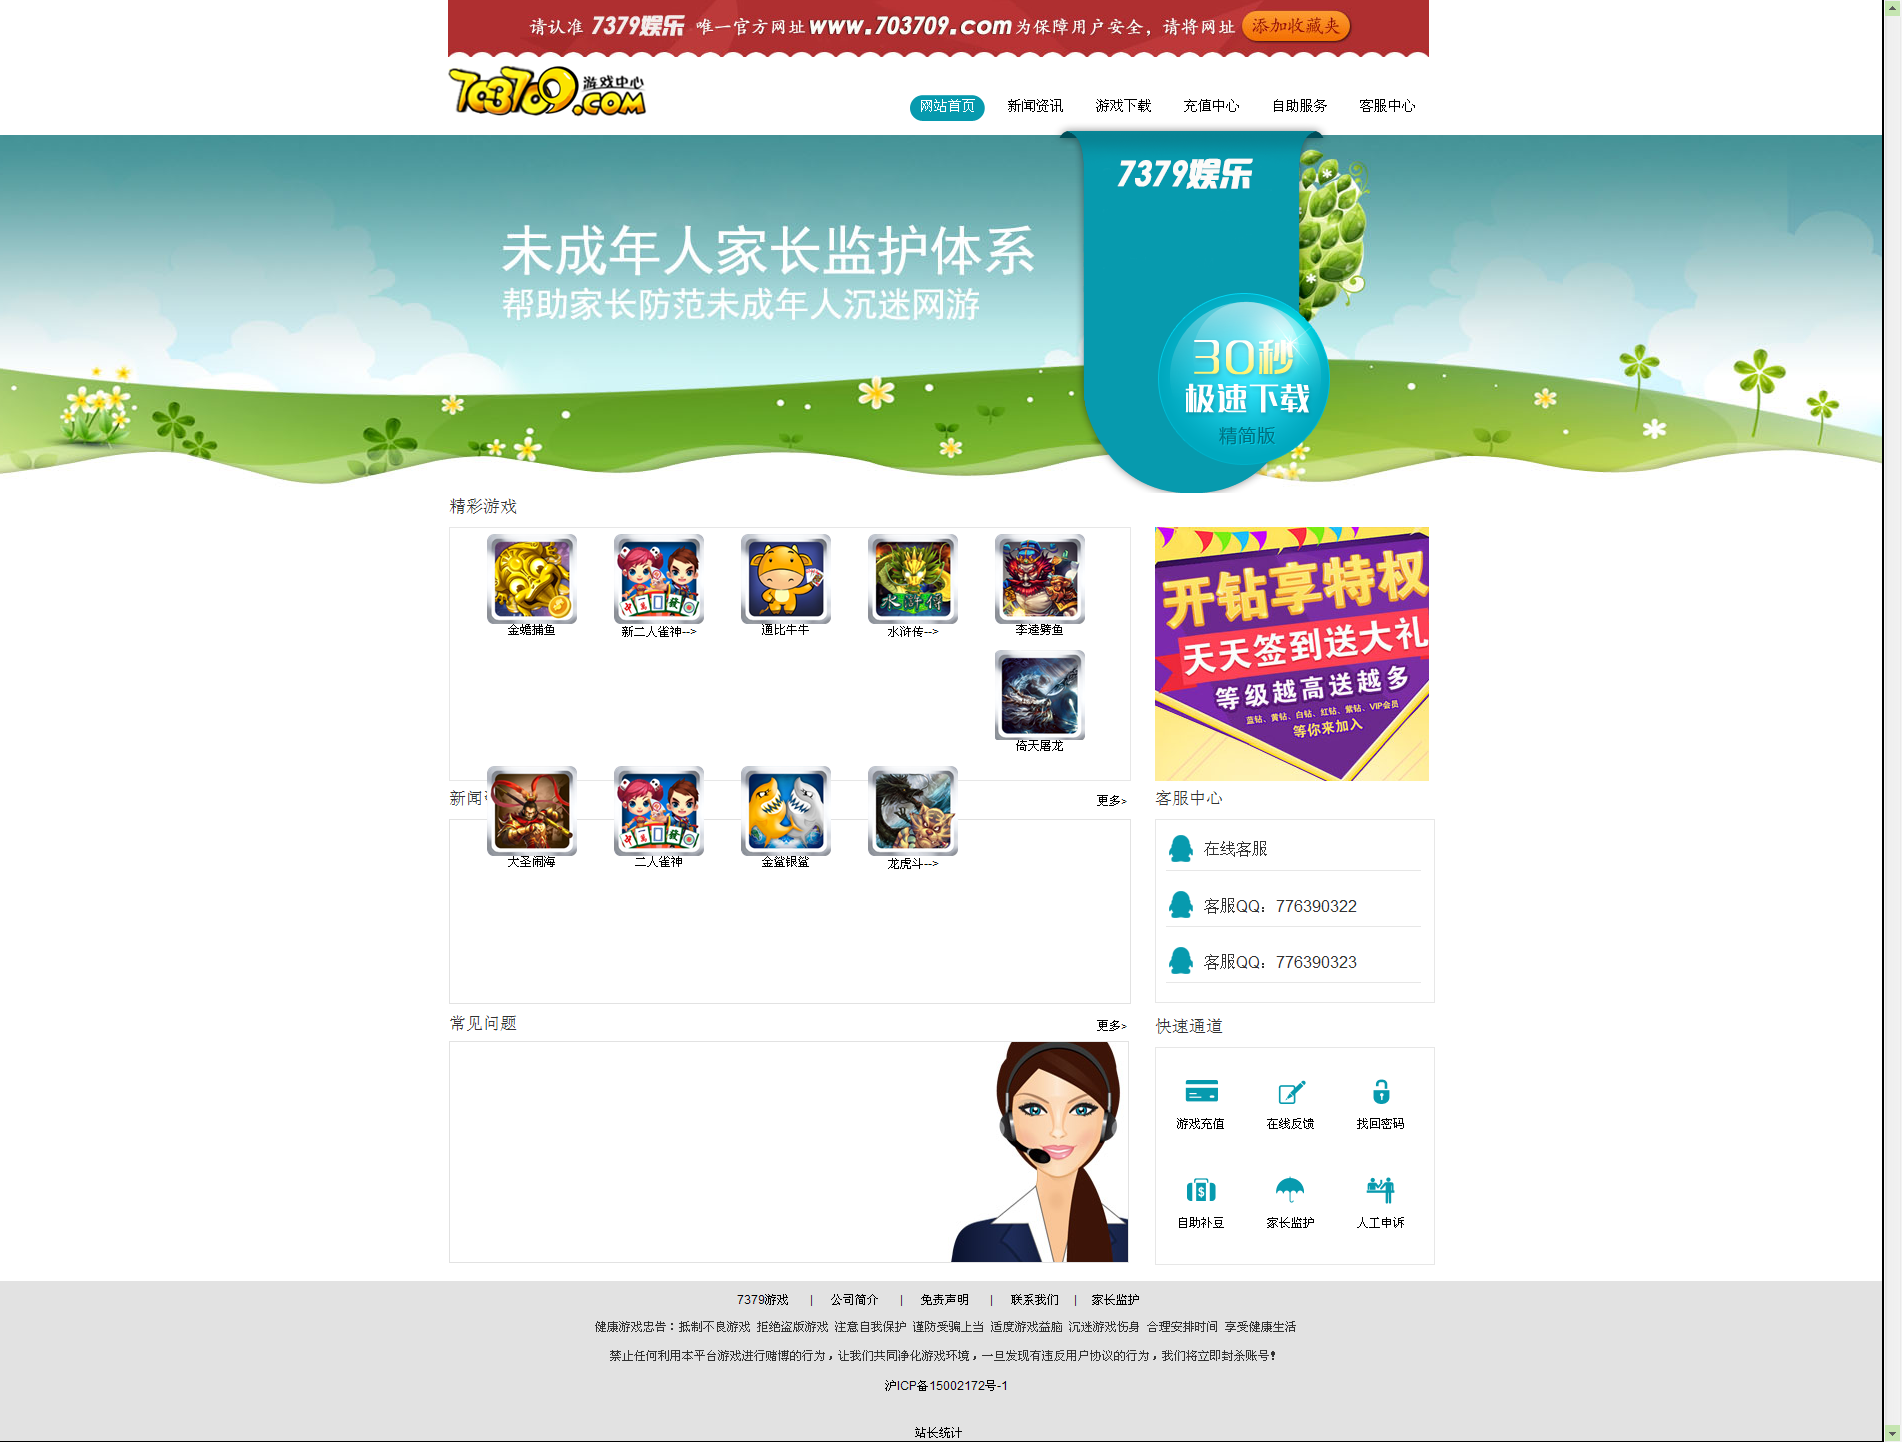 请认准 7379娱乐 唯一官方网址www.703709.com为保障用户安全，请将网址 添加收藏夹
703709.com 游戏中心
网站首页 新闻资讯 游戏下载 充值中心 自助服务 客服中心
7379娱乐
未成年人家长监护体系
帮助家长防范未成年人沉迷网游
30秒
极速下载
精简版
精彩游戏
金蟾捕鱼 新二人雀神--> 通比牛牛 水浒传--> 李逵劈鱼
水浒传
倚天屠龙
开钻享特权
天天签到送大礼
等级越高送越多
蓝钻、黄钻、白钻、红钻、紫钻、VIP会员
等你来加入
新闻 更多>
大圣闹海 二人雀神 金鲨银鲨 龙虎斗-->
客服中心
在线客服
客服QQ：776390322
客服QQ：776390323
常见问题 更多>
快速通道
游戏充值 在线反馈 找回密码
自助补豆 家长监护 人工申诉
7379游戏 | 公司简介 | 免责声明 | 联系我们 | 家长监护
健康游戏忠告：抵制不良游戏 拒绝盗版游戏 注意自我保护 谨防受骗上当 适度游戏益脑 沉迷游戏伤身 合理安排时间 享受健康生活
禁止任何利用本平台游戏进行赌博的行为，让我们共同净化游戏环境，一旦发现有违反用户协议的行为，我们将立即封杀账号！
沪ICP备15002172号-1
站长统计